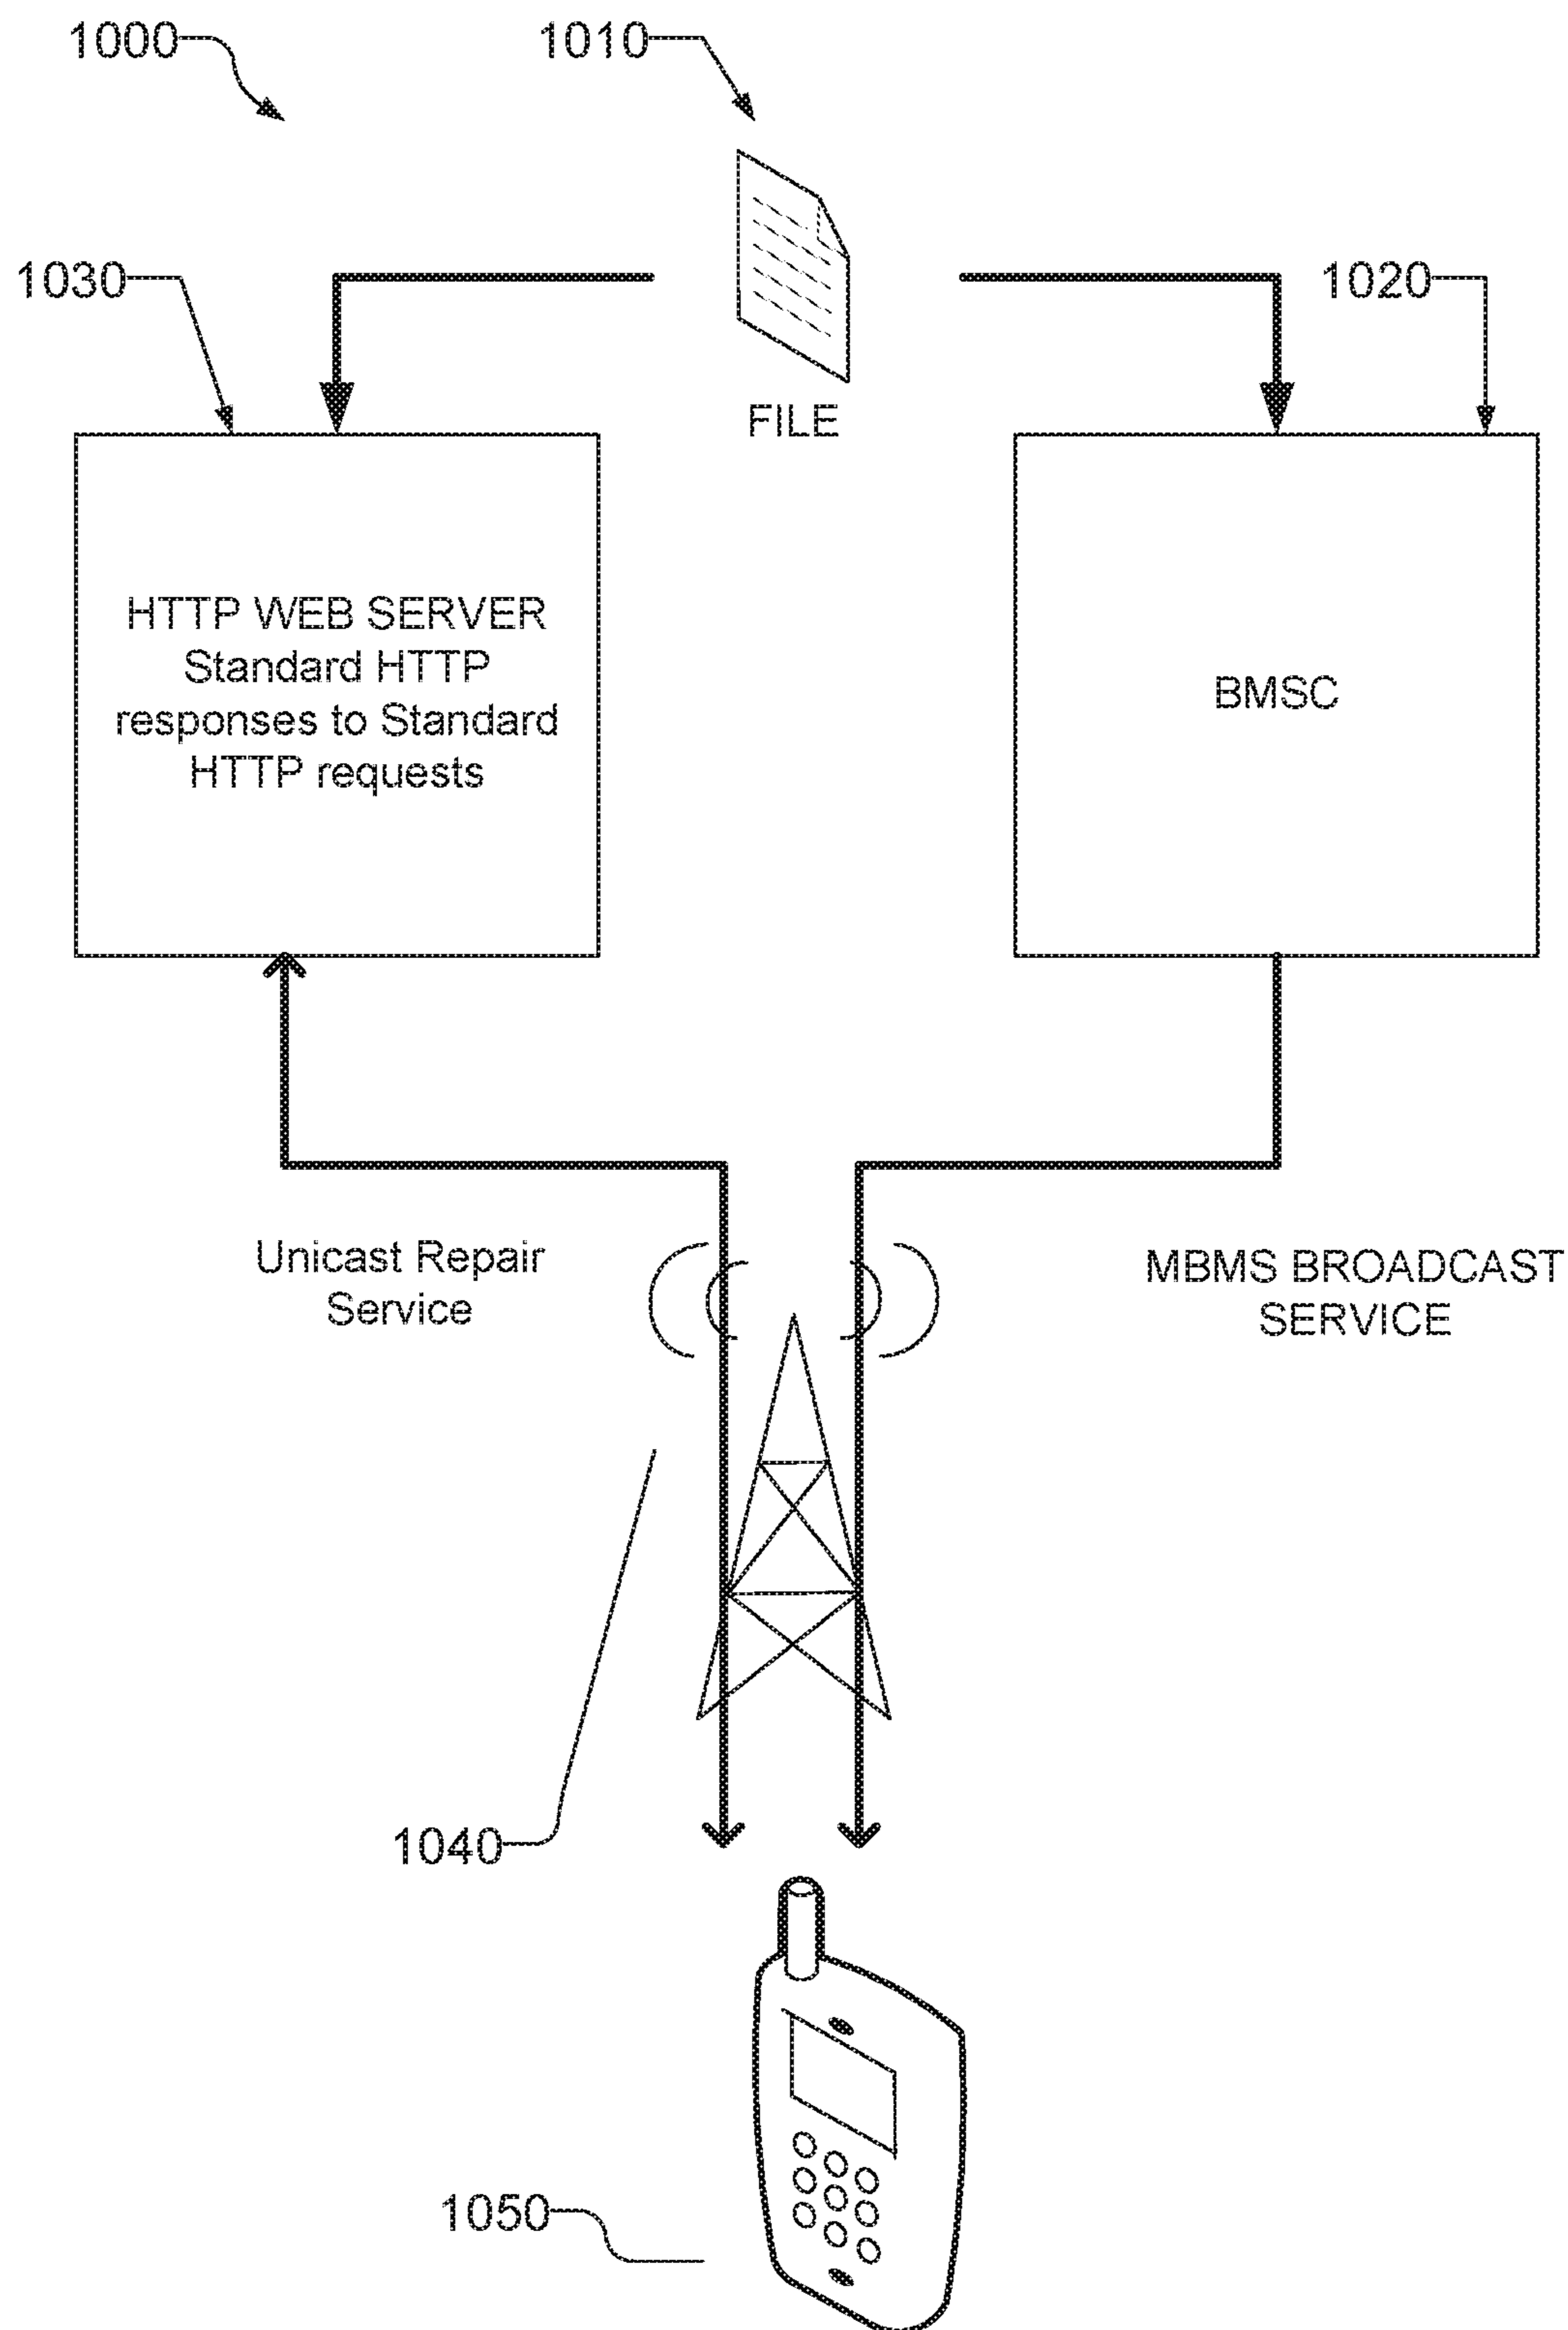 1000
1010
1030
1020
FILE
HTTP WEB SERVER
Standard HTTP
responses to Standard
HTTP requests
BMSC
Unicast Repair
Service
MBMS BROADCAST
SERVICE
1040
1050